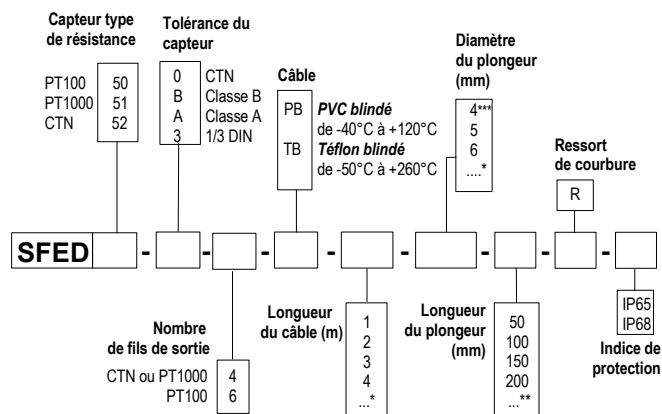 Capteur type
de résistance
PT100 50
PT1000 51
CTN 52
Tolérance du
capteur
0 CTN
B Classe B
A Classe A
3 1/3 DIN
Câble
PB PVC blindé
de -40°C à +120°C
TB Téflon blindé
de -50°C à +260°C
Diamètre
du plongeur
(mm)
4***
5
6
....*
Ressort
de courbure
R
SFED - - - - - - - -
Nombre
de fils de sortie
CTN ou PT1000 4
PT100 6
Longueur
du câble (m)
1
2
3
4
...*
Longueur
du plongeur
(mm)
50
100
150
200
...**
IP65
IP68
Indice de
protection